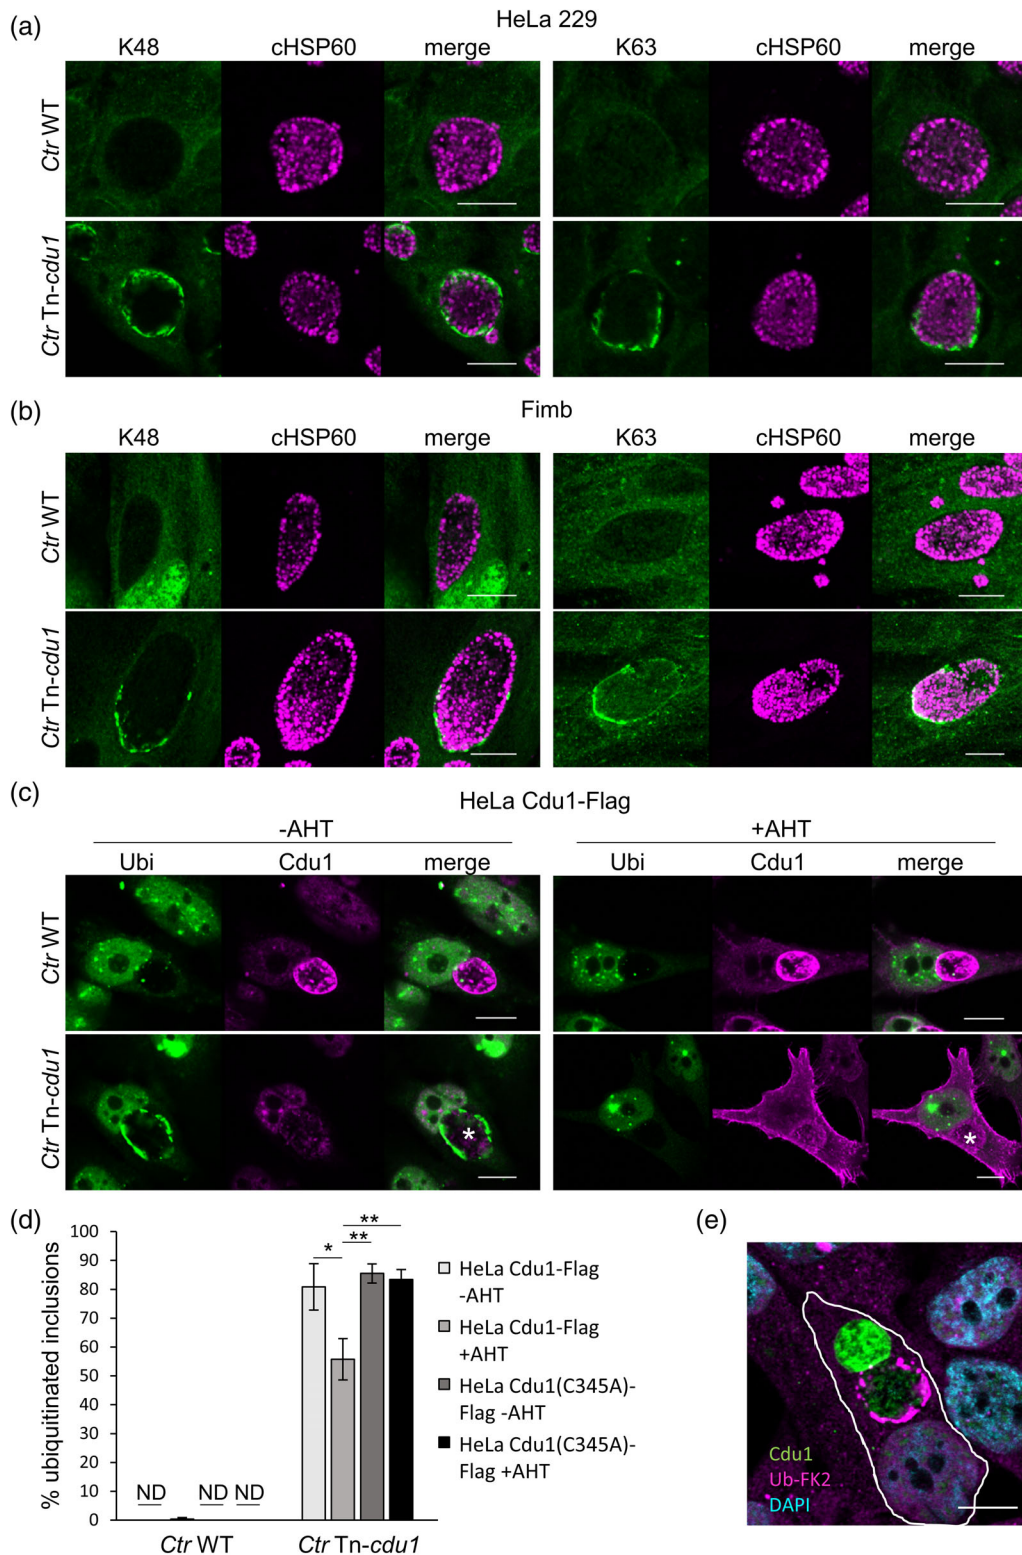 (a)
HeLa 229
K48 cHSP60 merge K63 cHSP60 merge
Ctr WT
Ctr Tn-cdu1
(b)
Fimb
K48 cHSP60 merge K63 cHSP60 merge
Ctr WT
Ctr Tn-cdu1
(c)
HeLa Cdu1-Flag
-AHT +AHT
Ubi Cdu1 merge Ubi Cdu1 merge
Ctr WT
Ctr Tn-cdu1
* *
(d)
% ubiquitinated inclusions
100
90
80
70
60
50
40
30
20
10
0
ND ND ND
* ** **
Ctr WT Ctr Tn-cdu1
HeLa Cdu1-Flag
-AHT
HeLa Cdu1-Flag
+AHT
HeLa Cdu1(C345A)-
Flag -AHT
HeLa Cdu1(C345A)-
Flag +AHT
(e)
Cdu1
Ub-FK2
DAPI